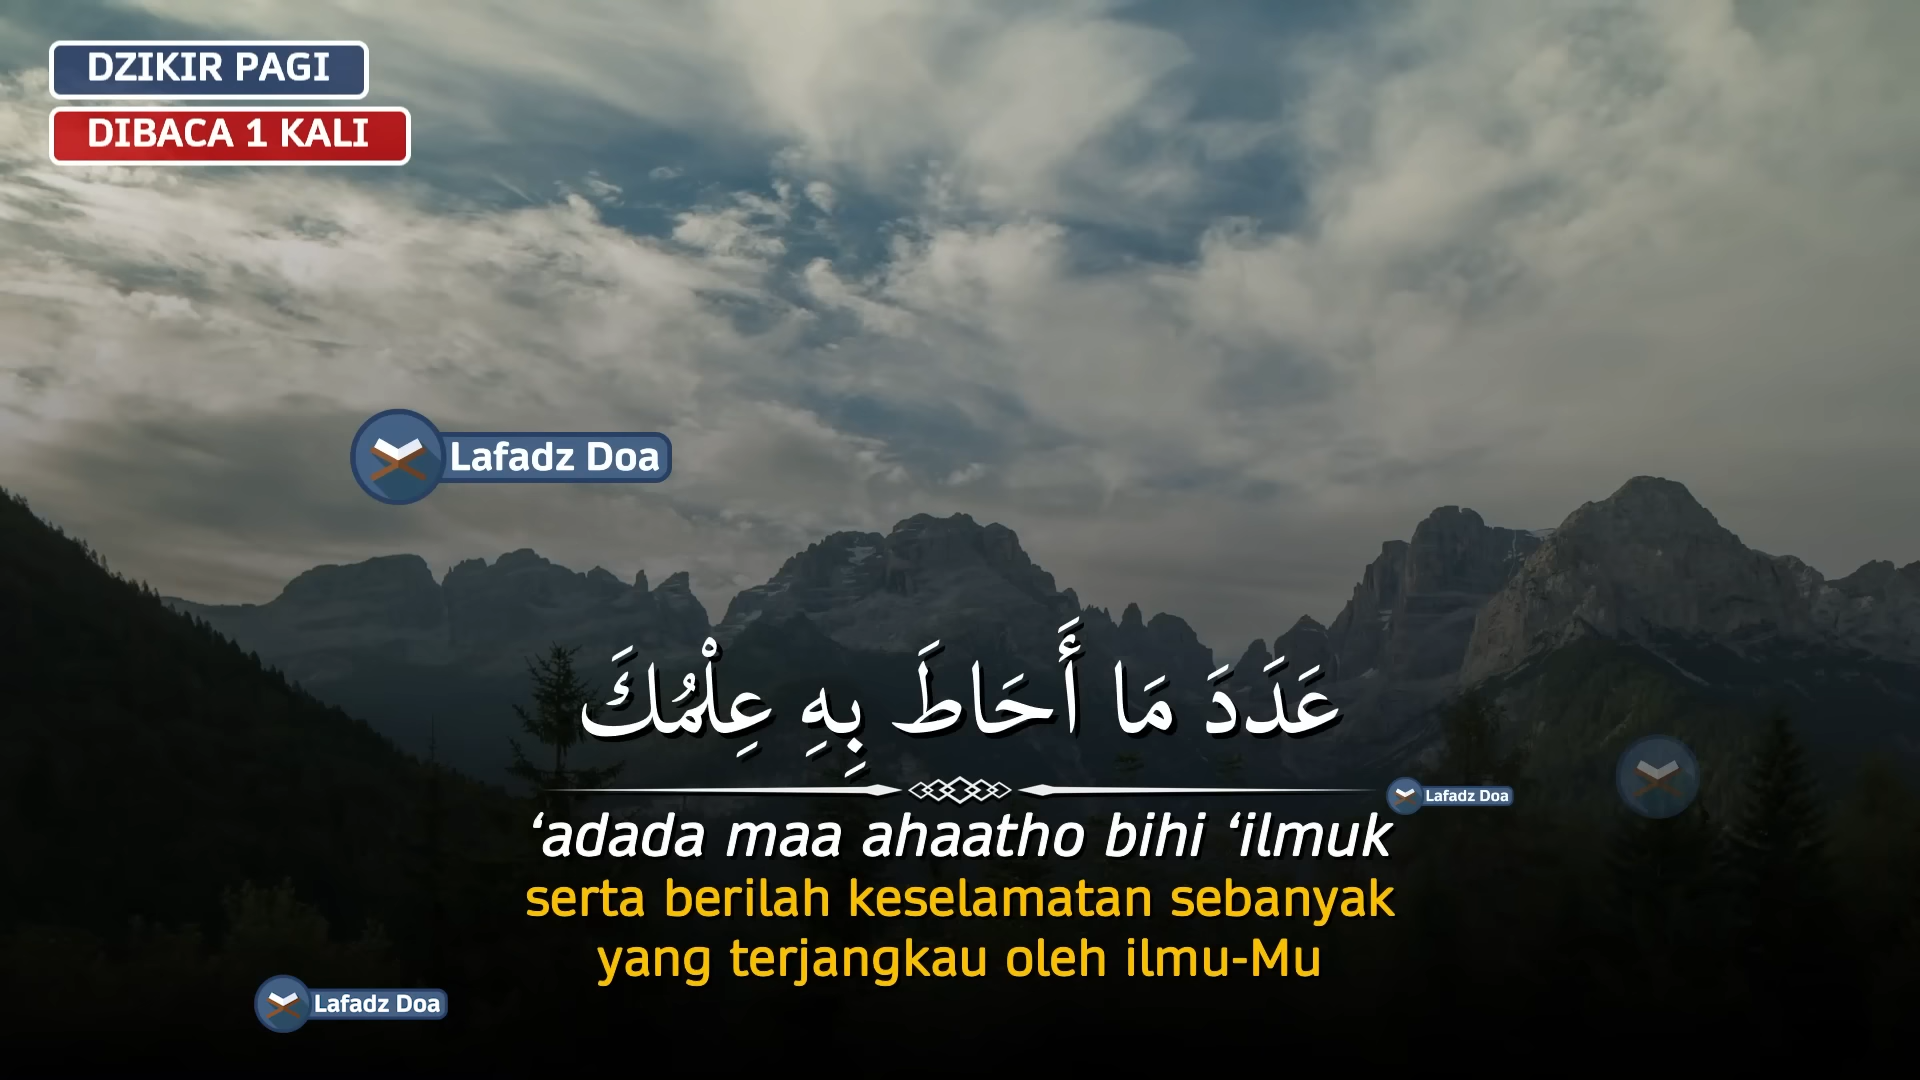 DZIKIR PAGI
DIBACA 1 KALI
Lafadz Doa
عَدَدَ مَا أَحَاطَ بِهِ عِلْمُكَ
Lafadz Doa
‘adada maa ahaatho bihi ‘ilmuk
serta berilah keselamatan sebanyak
yang terjangkau oleh ilmu-Mu
Lafadz Doa